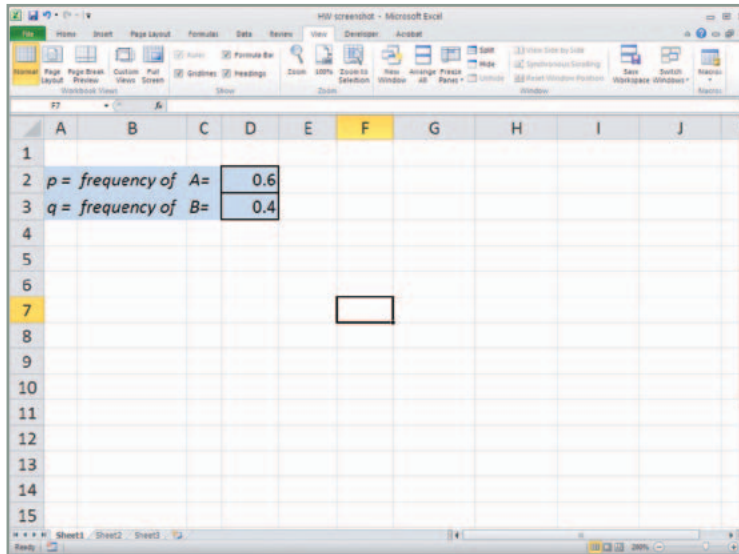 HW screenshot - Microsoft Excel
File Home Insert Page Layout Formulas Data Review View Developer Acrobat
Normal Page Layout Page Break Preview Custom Views Full Screen Ruler Formula Bar Gridlines Headings Zoom 100% Zoom to Selection New Window Arrange All Freeze Panes Split Hide Unhide View Side by Side Synchronous Scrolling Reset Window Position Save Workspace Switch Windows Macros
Workbook Views Show Zoom Window Macros
F7 fx
A B C D E F G H I J
1
2 p = frequency of A= 0.6
3 q = frequency of B= 0.4
4
5
6
7
8
9
10
11
12
13
14
15
Sheet1 Sheet2 Sheet3
Ready 200%